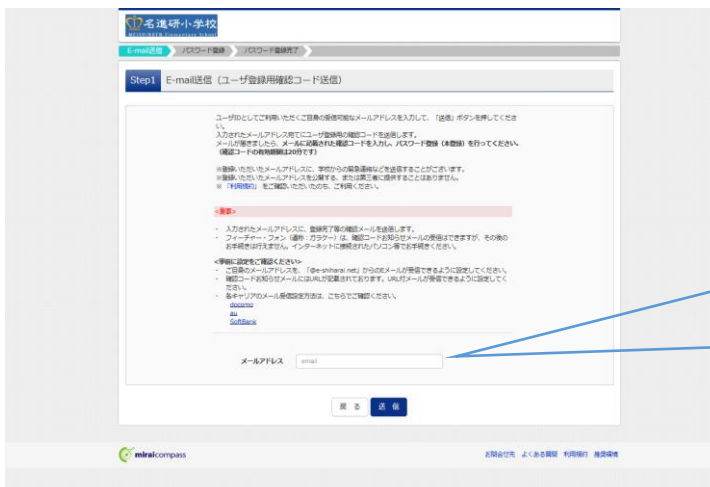 名進研小学校
MEISHINKEN Elementary School
E-mail送信 パスワード登録 パスワード登録完了
Step1 E-mail送信（ユーザ登録用確認コード送信）
ユーザIDとしてご利用いただくご自身の受信可能なメールアドレスを入力して、「送信」ボタンを押してくださ
い。
入力されたメールアドレス宛てにユーザ登録用の確認コードを送信します。
メールが届きましたら、メールに記載された確認コードを入力し、パスワード登録（本登録）を行ってください。
（確認コードの有効期限は20分です）
※登録いただいたメールアドレスに、学校からの緊急連絡などを送信することがございます。
※登録いただいたメールアドレスを公開する、または第三者に提供することはありません。
※ 「利用規約」 をご確認いただいたのち、ご利用ください。
<重要>
・ 入力されたメールアドレスに、登録完了等の確認メールを送信します。
・ フィーチャー・フォン（通称：ガラケー）は、確認コードお知らせメールの受信はできますが、その後の
お手続きは行えません。インターネットに接続されたパソコン等でお手続きください。
<事前に設定をご確認ください>
・ ご自身のメールアドレスを、「@e-shiharai.net」からのEメールが受信できるように設定してください。
・ 確認コードお知らせメールにはURLが記載されております。URL付メールが受信できるように設定してく
ださい。
・ 各キャリアのメール受信設定方法は、こちらでご確認ください。
docomo
au
SoftBank
メールアドレス email
戻る 送信
miraicompass お問合せ先 よくある質問 利用規約 推奨環境